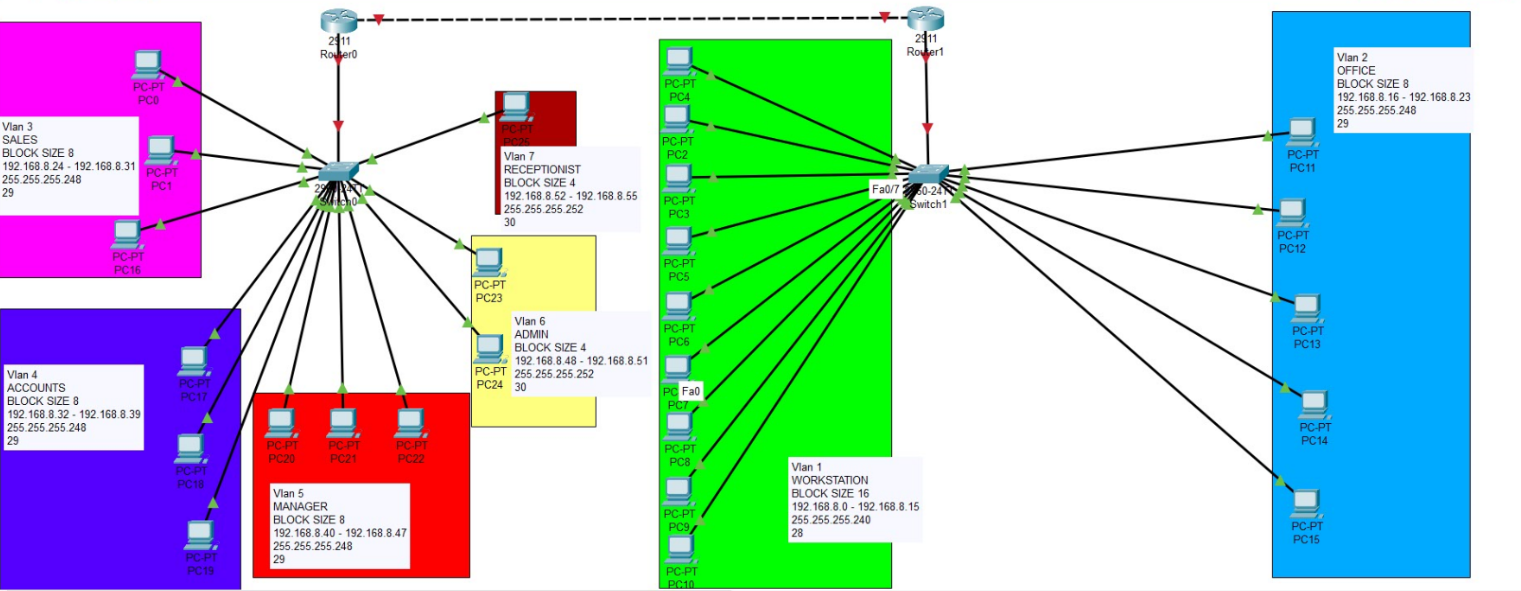 2911
Router0
2911
Router1
PC-PT
PC0
Vlan 3
SALES
BLOCK SIZE 8
192.168.8.24 - 192.168.8.31
255.255.255.248
29
PC-PT
PC1
PC-PT
PC16
Switch0
PC-PT
PC25
Vlan 7
RECEPTIONIST
BLOCK SIZE 4
192.168.8.52 - 192.168.8.55
255.255.255.252
30
PC-PT
PC23
PC-PT
PC24
Vlan 6
ADMIN
BLOCK SIZE 4
192.168.8.48 - 192.168.8.51
255.255.255.252
30
Vlan 4
ACCOUNTS
BLOCK SIZE 8
192.168.8.32 - 192.168.8.39
255.255.255.248
29
PC-PT
PC17
PC-PT
PC18
PC-PT
PC19
PC-PT
PC20
PC-PT
PC21
PC-PT
PC22
Vlan 5
MANAGER
BLOCK SIZE 8
192.168.8.40 - 192.168.8.47
255.255.255.248
29
PC-PT
PC4
PC-PT
PC2
PC-PT
PC3
PC-PT
PC5
PC-PT
PC6
Fa0
PC7
PC-PT
PC8
PC-PT
PC9
PC-PT
PC10
Fa0/7
Switch1
Vlan 1
WORKSTATION
BLOCK SIZE 16
192.168.8.0 - 192.168.8.15
255.255.255.240
28
Vlan 2
OFFICE
BLOCK SIZE 8
192.168.8.16 - 192.168.8.23
255.255.255.248
29
PC-PT
PC11
PC-PT
PC12
PC-PT
PC13
PC-PT
PC14
PC-PT
PC15